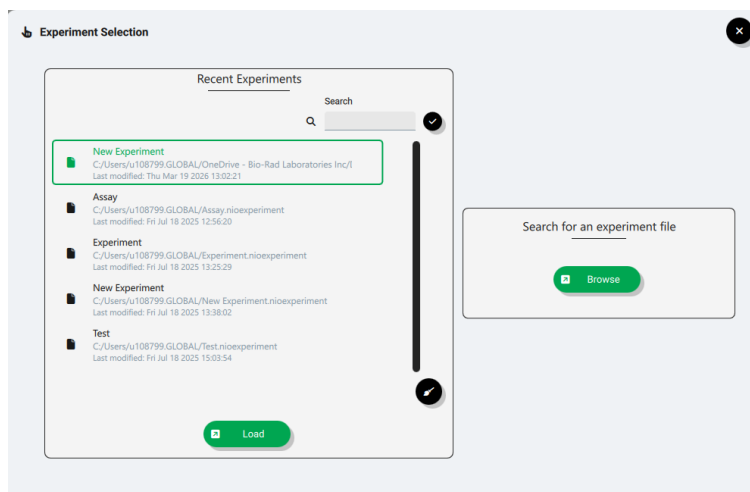 Experiment Selection
Recent Experiments
Search
New Experiment
C:/Users/u108799.GLOBAL/OneDrive - Bio-Rad Laboratories Inc/
Last modified: Thu Mar 19 2026 13:02:21
Assay
C:/Users/u108799.GLOBAL/Assay.nioexperiment
Last modified: Fri Jul 18 2025 12:56:20
Experiment
C:/Users/u108799.GLOBAL/Experiment.nioexperiment
Last modified: Fri Jul 18 2025 13:25:29
New Experiment
C:/Users/u108799.GLOBAL/New Experiment.nioexperiment
Last modified: Fri Jul 18 2025 13:38:02
Test
C:/Users/u108799.GLOBAL/Test.nioexperiment
Last modified: Fri Jul 18 2025 15:03:54
Load
Search for an experiment file
Browse